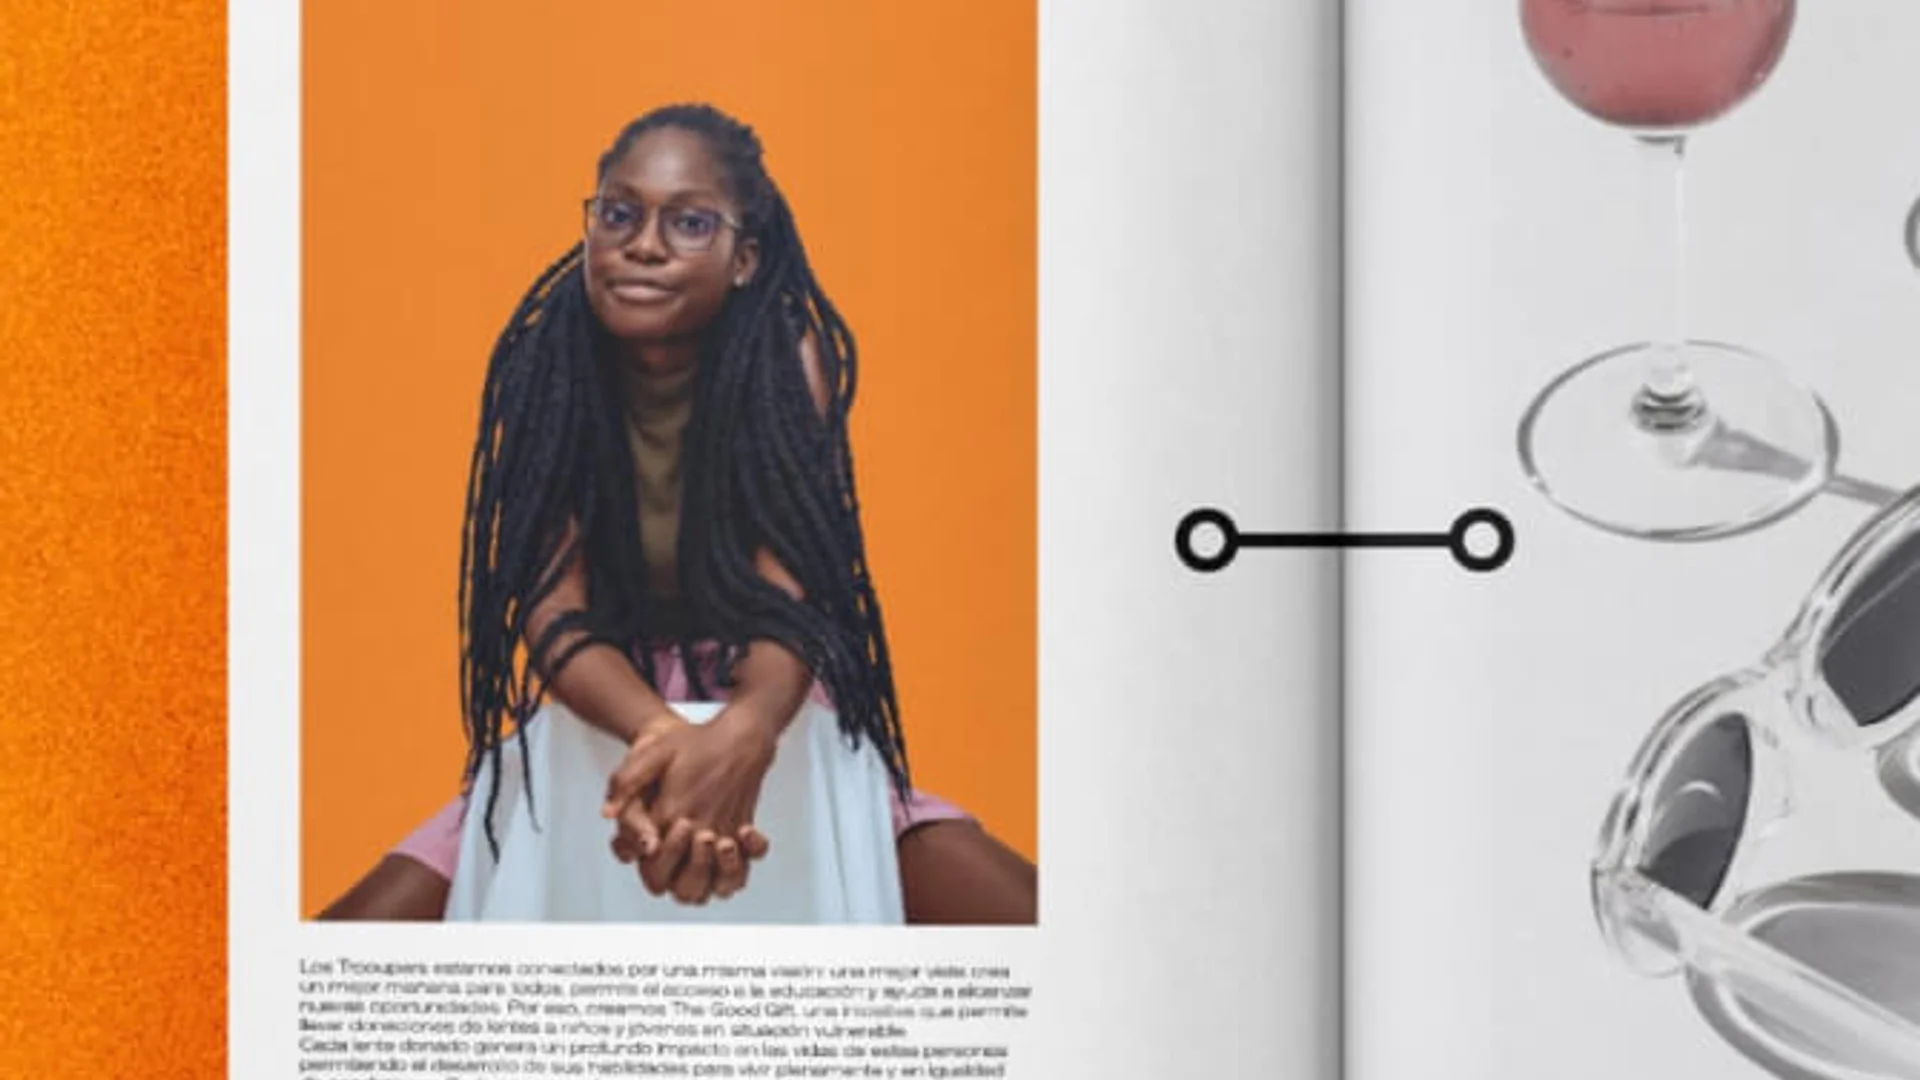 Los Trooupers estamos conectados por una misma visión: una mejor vista crea
un mejor mañana para todos, permite el acceso a la educación y ayuda a alcanzar
nuevas oportunidades. Por eso, creamos The Good Gift, una iniciativa que permite
llevar donaciones de lentes a niños y jóvenes en situación vulnerable.
Cada lente donado genera un profundo impacto en las vidas de estas personas
permitiendo el desarrollo de sus habilidades para vivir plenamente y en igualdad